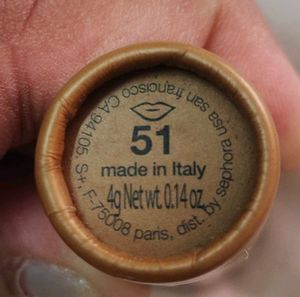 51
made in Italy
4g Net wt. 0.14 oz
S+, F-75008 paris, dist. by sephora usa san francisco CA 94105.